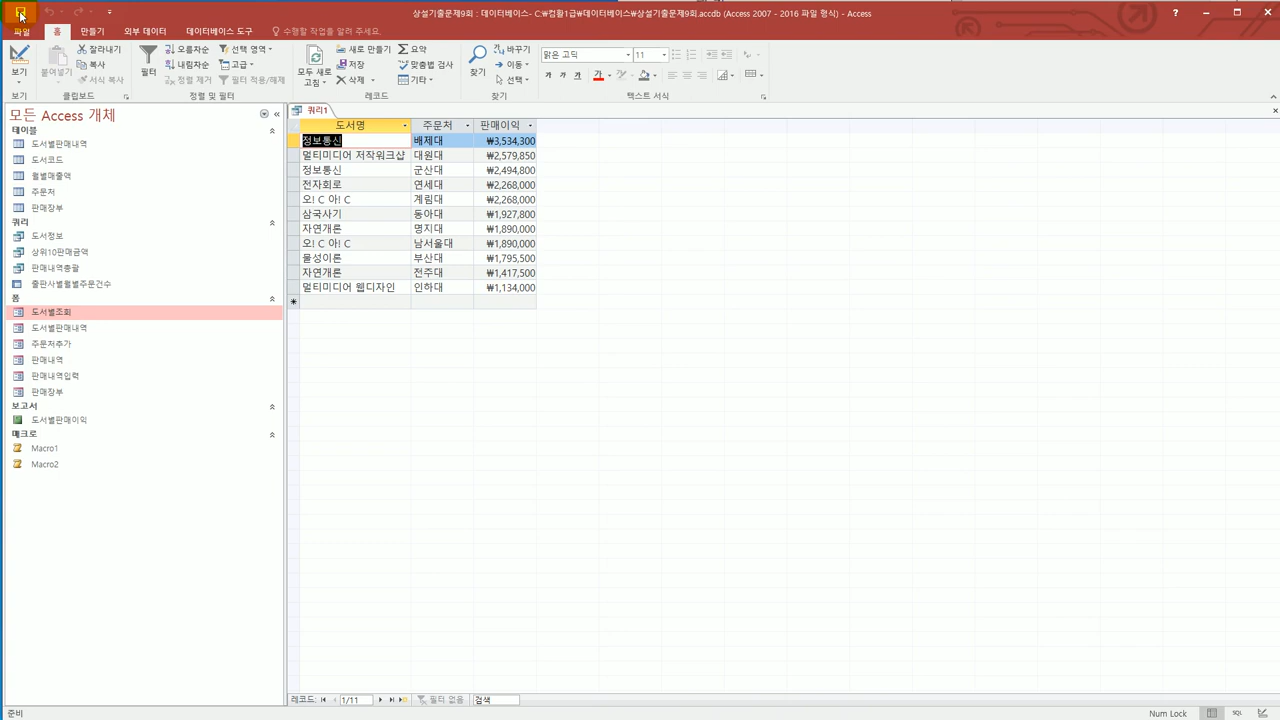 상설기출문제9회 : 데이터베이스- C:₩컴활1급₩데이터베이스₩상설기출문제9회.accdb (Access 2007 - 2016 파일 형식) - Access
파일 홈 만들기 외부 데이터 데이터베이스 도구 수행할 작업을 알려 주세요.
잘라내기 오름차순 선택 영역 새로 만들기 요약 바꾸기 맑은 고딕 11
보기 붙여넣기 복사 필터 내림차순 고급 모두 새로 고침 저장 맞춤법 검사 찾기 이동
서식 복사 정렬 제거 필터 적용/해제 삭제 기타 선택
보기 클립보드 정렬 및 필터 레코드 찾기 텍스트 서식
모든 Access 개체
테이블
도서별판매내역
도서코드
월별매출액
주문처
판매장부
쿼리
도서정보
상위10판매금액
판매내역총괄
출판사별월별주문건수
폼
도서별조회
도서별판매내역
주문처추가
판매내역
판매내역입력
판매장부
보고서
도서별판매이익
매크로
Macro1
Macro2
쿼리1
도서명 주문처 판매이익
정보통신 배제대 ₩3,534,300
멀티미디어 저작워크샵 대원대 ₩2,579,850
정보통신 군산대 ₩2,494,800
전자회로 연세대 ₩2,268,000
오! C 아! C 계림대 ₩2,268,000
삼국사기 동아대 ₩1,927,800
자연개론 명지대 ₩1,890,000
오! C 아! C 남서울대 ₩1,890,000
물성이론 부산대 ₩1,795,500
자연개론 전주대 ₩1,417,500
멀티미디어 웹디자인 인하대 ₩1,134,000
레코드: 1/11 필터 없음 검색
준비 Num Lock SQL